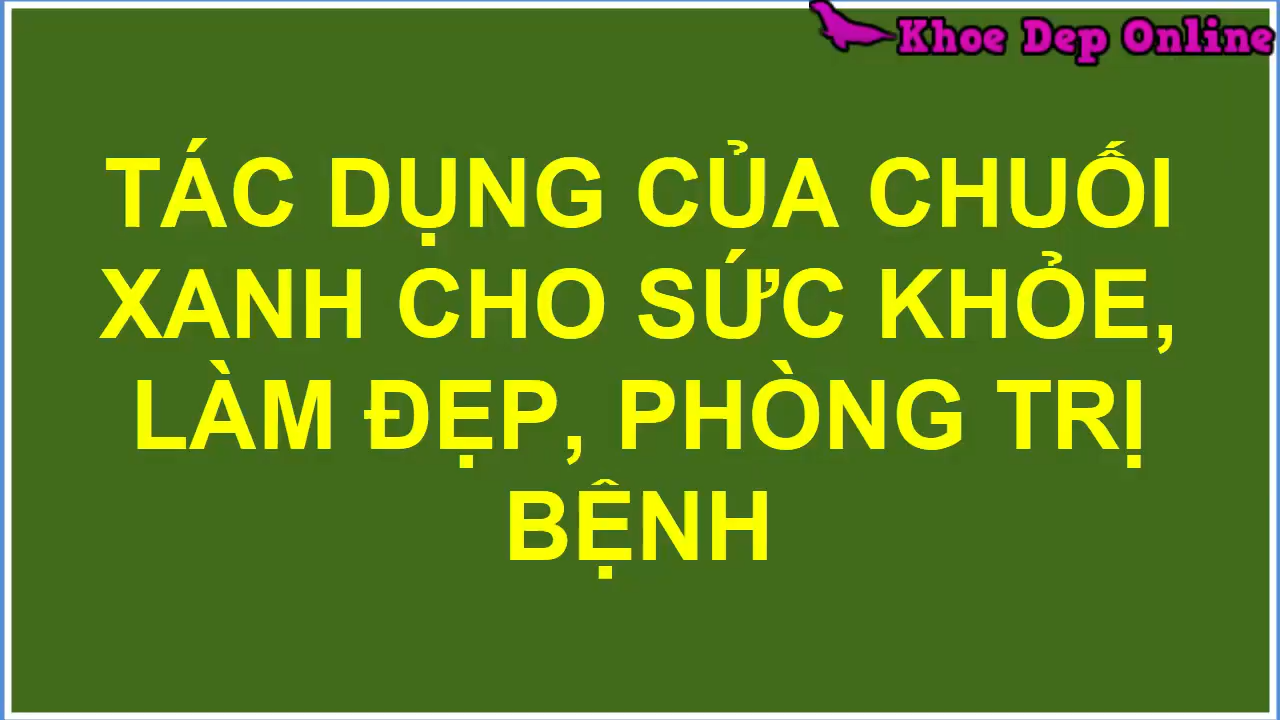 Khoe Dep Online
TÁC DỤNG CỦA CHUỐI
XANH CHO SỨC KHỎE,
LÀM ĐẸP, PHÒNG TRỊ
BỆNH